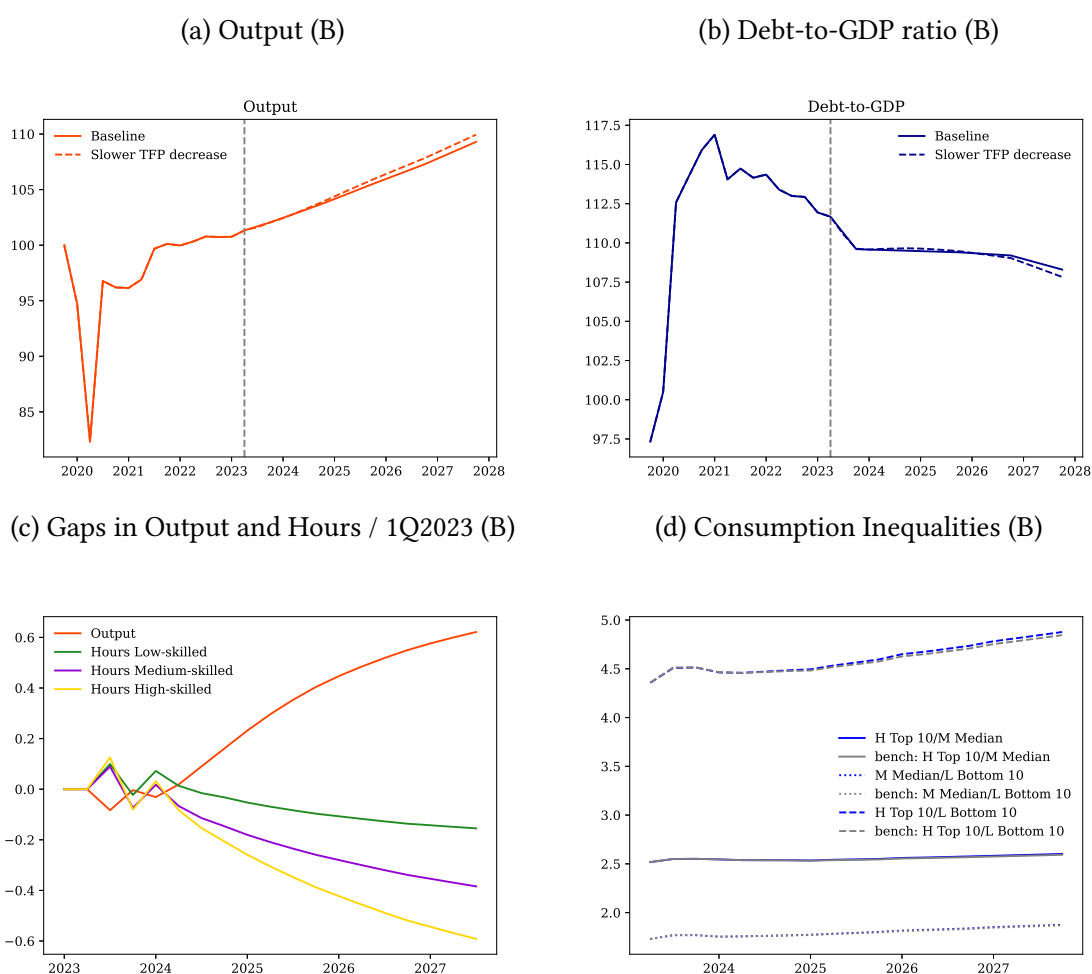 (a) Output (B)
(b) Debt-to-GDP ratio (B)
Output
110
105
100
95
90
85
Baseline
Slower TFP decrease
2020 2021 2022 2023 2024 2025 2026 2027 2028
Debt-to-GDP
117.5
115.0
112.5
110.0
107.5
105.0
102.5
100.0
97.5
Baseline
Slower TFP decrease
2020 2021 2022 2023 2024 2025 2026 2027 2028
(c) Gaps in Output and Hours / 1Q2023 (B)
(d) Consumption Inequalities (B)
0.6
0.4
0.2
0.0
−0.2
−0.4
−0.6
Output
Hours Low-skilled
Hours Medium-skilled
Hours High-skilled
2023 2024 2025 2026 2027
5.0
4.5
4.0
3.5
3.0
2.5
2.0
H Top 10/M Median
bench: H Top 10/M Median
M Median/L Bottom 10
bench: M Median/L Bottom 10
H Top 10/L Bottom 10
bench: H Top 10/L Bottom 10
2024 2025 2026 2027